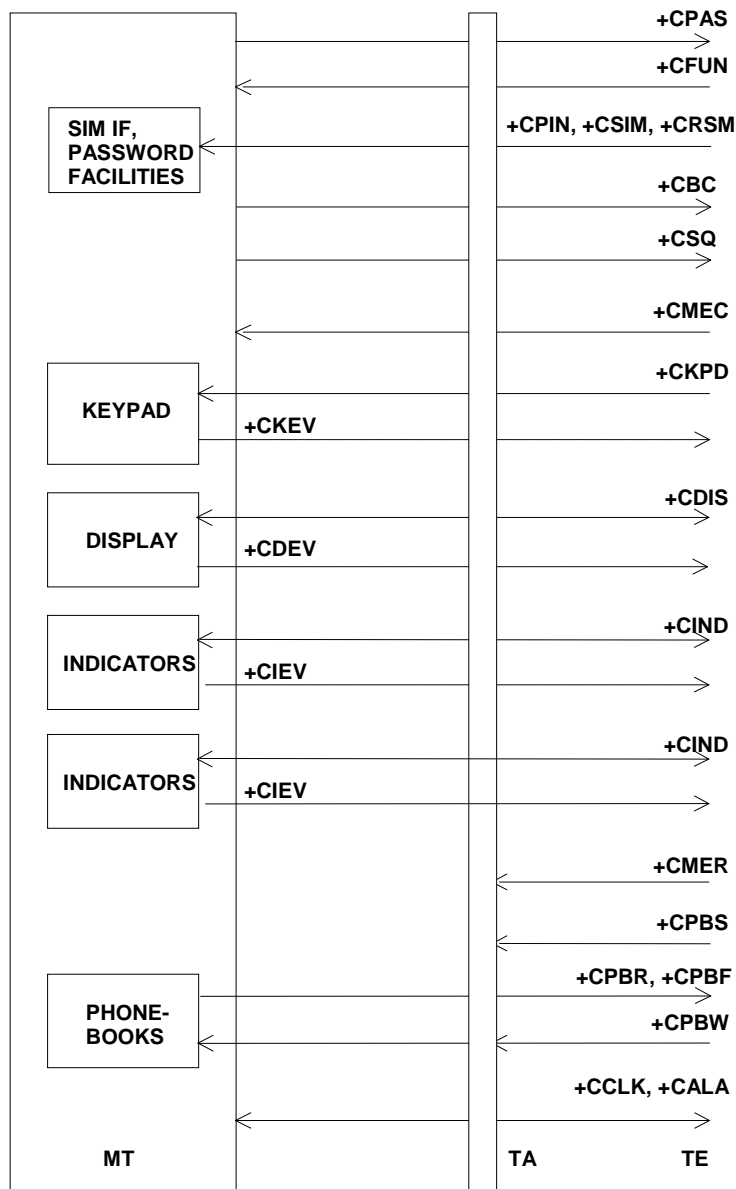 +CPAS
+CFUN
SIM IF,
PASSWORD
FACILITIES
+CPIN, +CSIM, +CRSM
+CBC
+CSQ
+CMEC
+CKPD
KEYPAD
+CKEV
+CDIS
DISPLAY
+CDEV
+CIND
INDICATORS
+CIEV
+CIND
INDICATORS
+CIEV
+CMER
+CPBS
+CPBR, +CPBF
PHONE-
BOOKS
+CPBW
+CCLK, +CALA
MT TA TE